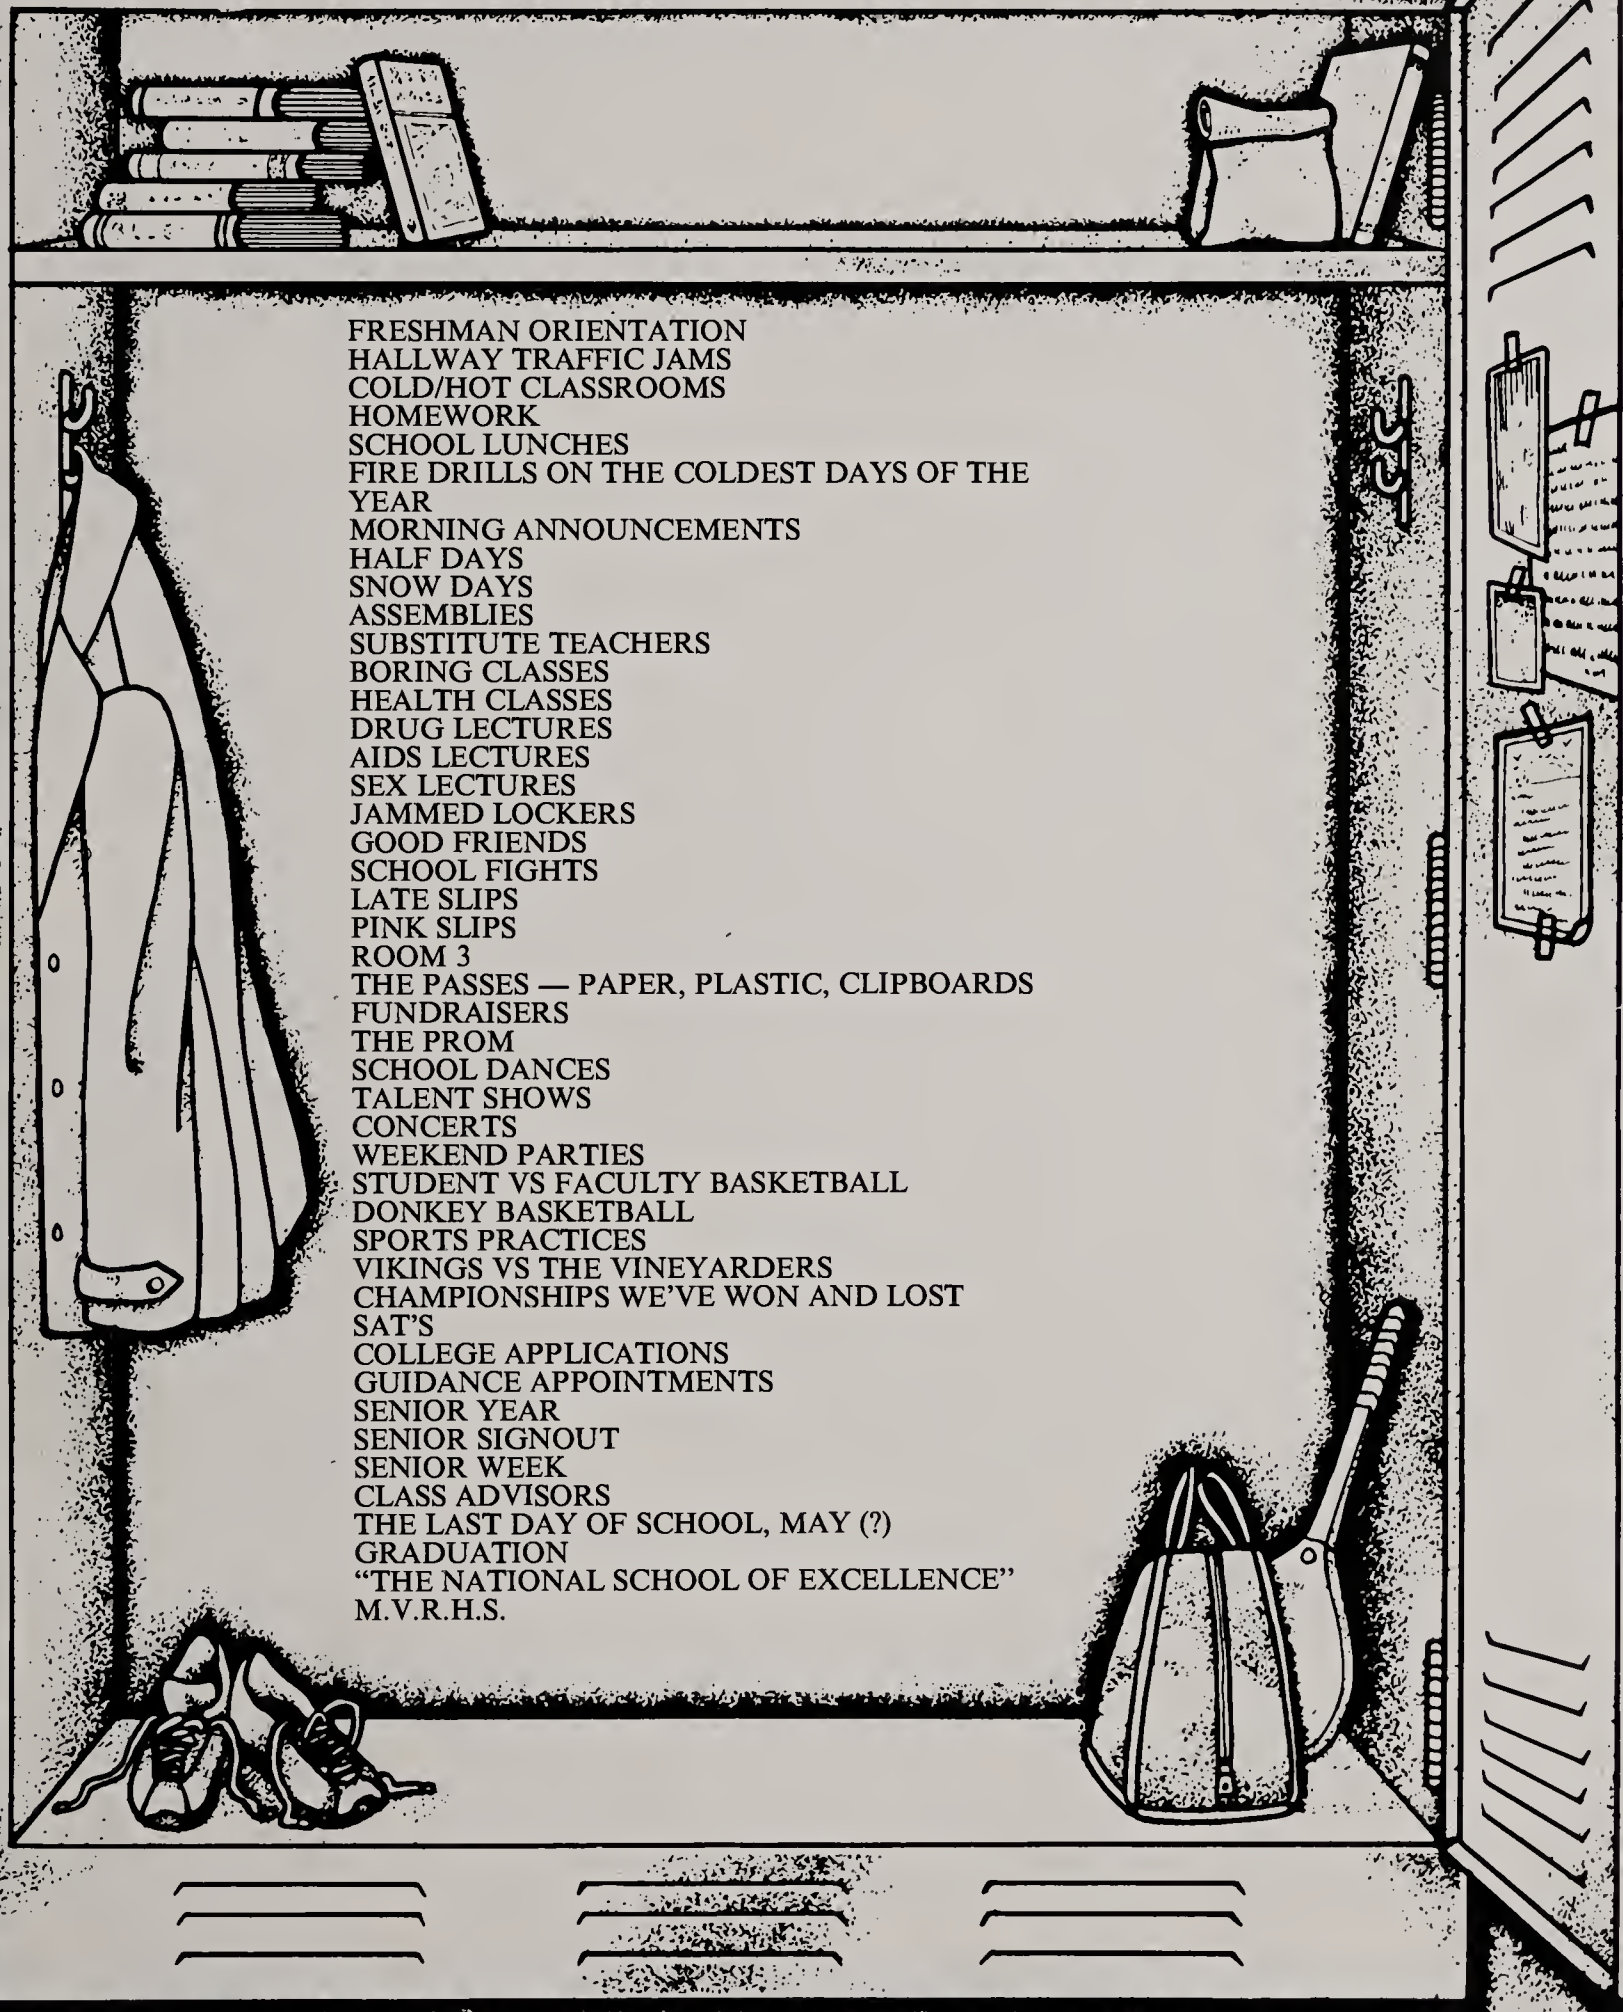 FRESHMAN ORIENTATION
HALLWAY TRAFFIC JAMS
COLD/HOT CLASSROOMS
HOMEWORK
SCHOOL LUNCHES
FIRE DRILLS ON THE COLDEST DAYS OF THE
YEAR
MORNING ANNOUNCEMENTS
HALF DAYS
SNOW DAYS
ASSEMBLIES
SUBSTITUTE TEACHERS
BORING CLASSES
HEALTH CLASSES
DRUG LECTURES
AIDS LECTURES
SEX LECTURES
JAMMED LOCKERS
GOOD FRIENDS
SCHOOL FIGHTS
LATE SLIPS
PINK SLIPS
ROOM 3
THE PASSES — PAPER, PLASTIC, CLIPBOARDS
FUNDRAISERS
THE PROM
SCHOOL DANCES
TALENT SHOWS
CONCERTS
WEEKEND PARTIES
STUDENT VS FACULTY BASKETBALL
DONKEY BASKETBALL
SPORTS PRACTICES
VIKINGS VS THE VINEYARDERS
CHAMPIONSHIPS WE'VE WON AND LOST
SAT'S
COLLEGE APPLICATIONS
GUIDANCE APPOINTMENTS
SENIOR YEAR
SENIOR SIGNOUT
SENIOR WEEK
CLASS ADVISORS
THE LAST DAY OF SCHOOL, MAY (?)
GRADUATION
“THE NATIONAL SCHOOL OF EXCELLENCE”
M.V.R.H.S.